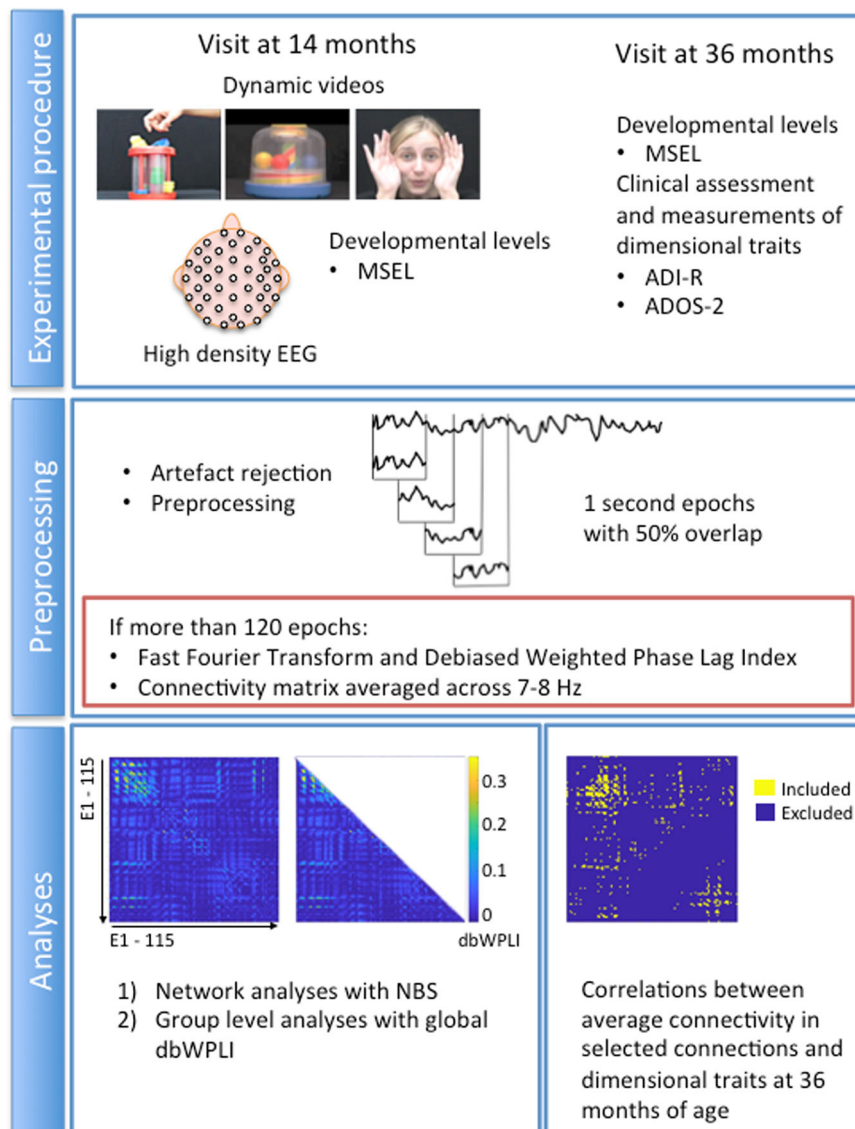 Experimental procedure
Visit at 14 months
Dynamic videos
Developmental levels
• MSEL
High density EEG
Visit at 36 months
Developmental levels
• MSEL
Clinical assessment
and measurements of
dimensional traits
• ADI-R
• ADOS-2
Preprocessing
• Artefact rejection
• Preprocessing
1 second epochs
with 50% overlap
If more than 120 epochs:
• Fast Fourier Transform and Debiased Weighted Phase Lag Index
• Connectivity matrix averaged across 7-8 Hz
Analyses
E1 - 115
E1 - 115
0.3
0.2
0.1
0
dbWPLI
1) Network analyses with NBS
2) Group level analyses with global
dbWPLI
Included
Excluded
Correlations between
average connectivity in
selected connections and
dimensional traits at 36
months of age